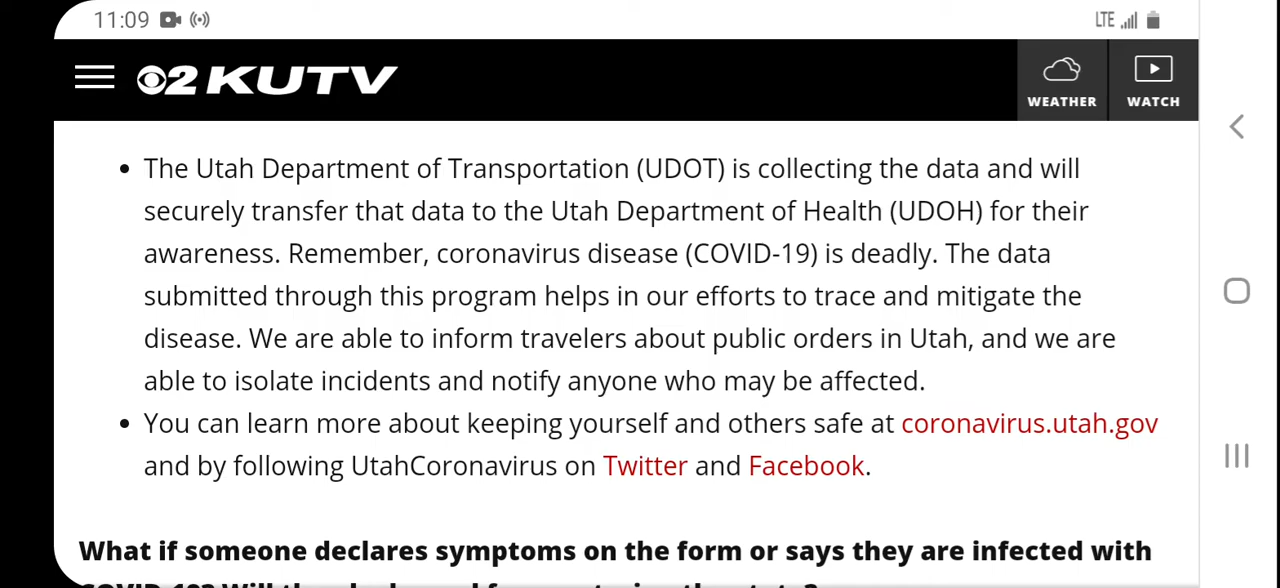 11:09
LTE
2 KUTV
WEATHER
WATCH
• The Utah Department of Transportation (UDOT) is collecting the data and will
securely transfer that data to the Utah Department of Health (UDOH) for their
awareness. Remember, coronavirus disease (COVID-19) is deadly. The data
submitted through this program helps in our efforts to trace and mitigate the
disease. We are able to inform travelers about public orders in Utah, and we are
able to isolate incidents and notify anyone who may be affected.
• You can learn more about keeping yourself and others safe at coronavirus.utah.gov
and by following UtahCoronavirus on Twitter and Facebook.
What if someone declares symptoms on the form or says they are infected with